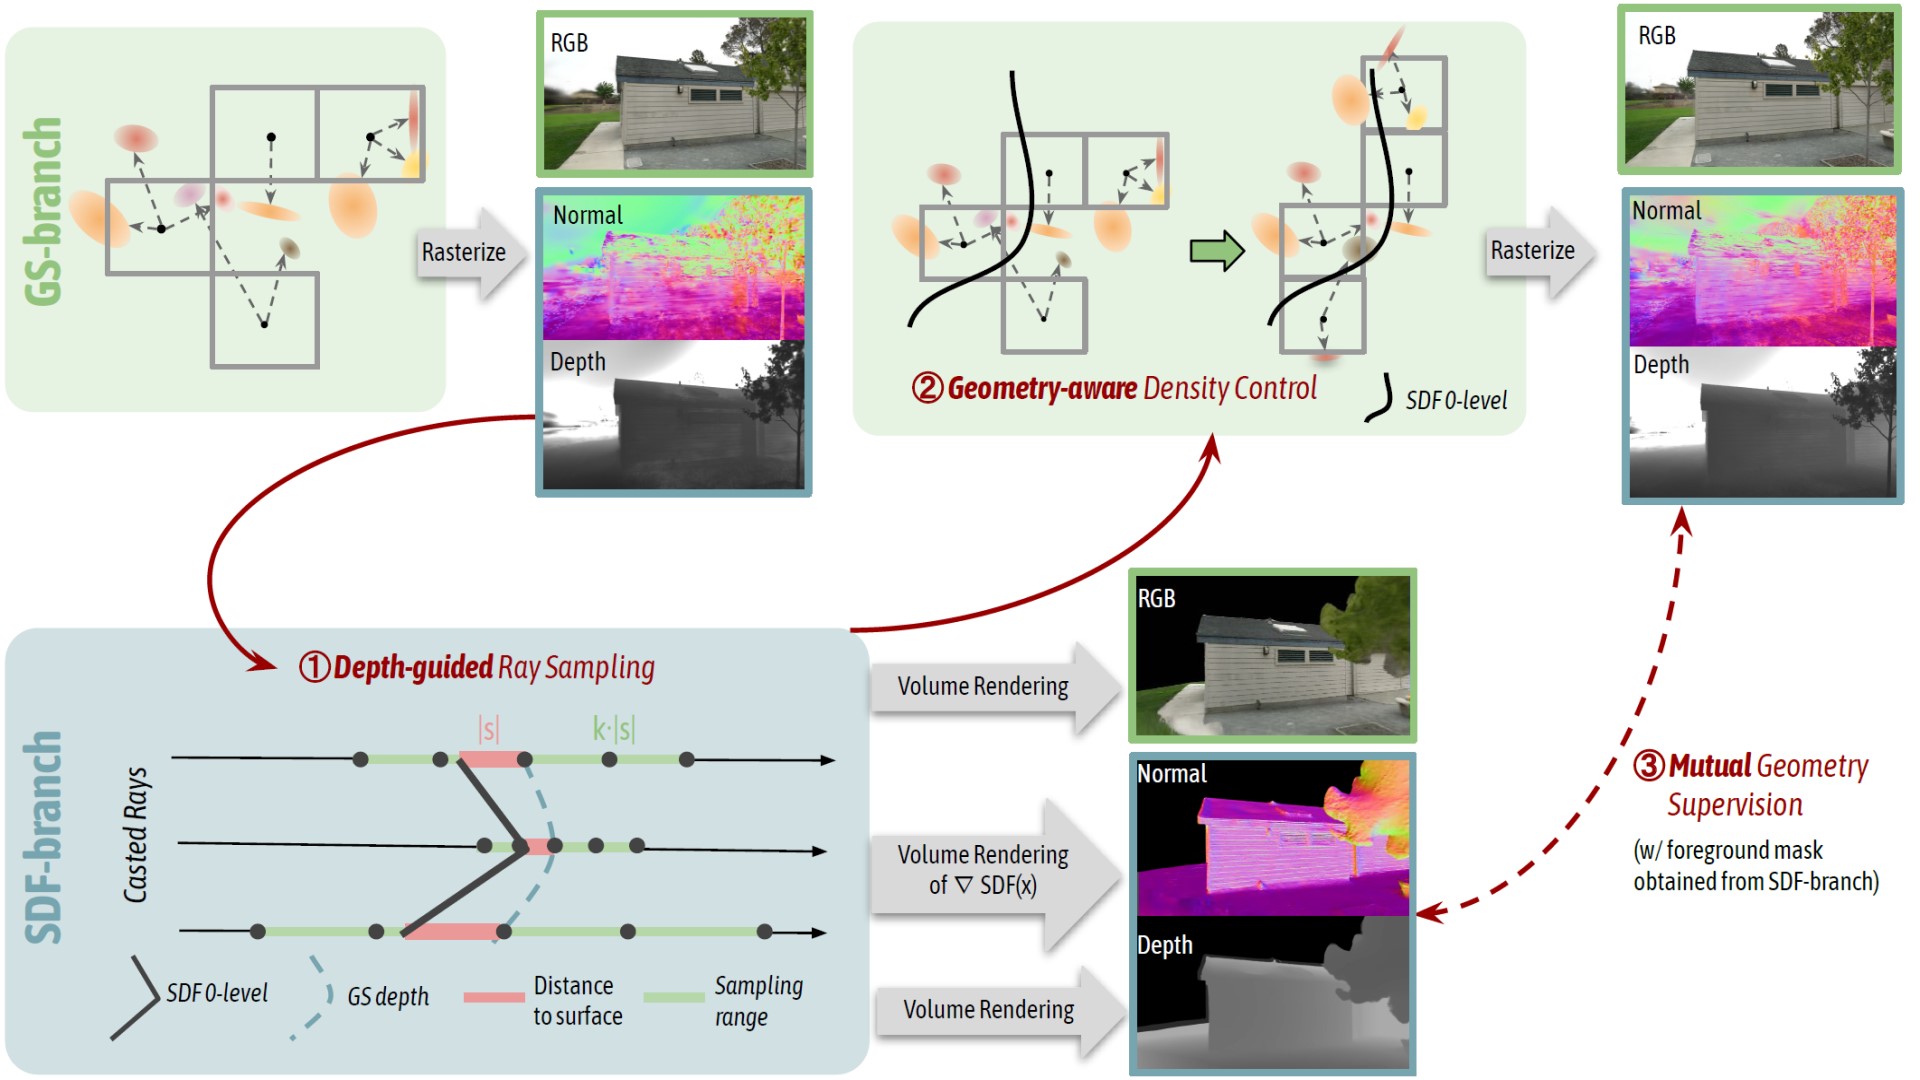 GS-branch
RGB
Normal
Depth
Rasterize
② Geometry-aware Density Control
SDF 0-level
Rasterize
RGB
Normal
Depth
SDF-branch
① Depth-guided Ray Sampling
|s|
k·|s|
Casted Rays
SDF 0-level
GS depth
Distance
to surface
Sampling
range
Volume Rendering
Volume Rendering
of ∇ SDF(x)
Volume Rendering
RGB
Normal
Depth
③ Mutual Geometry
Supervision
(w/ foreground mask
obtained from SDF-branch)